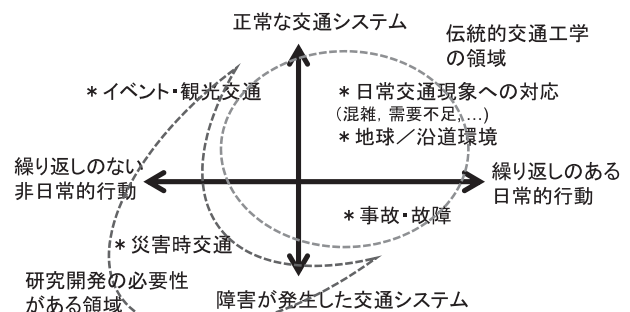 正常な交通システム
伝統的交通工学
の領域
＊イベント・観光交通
＊日常交通現象への対応
(混雑, 需要不足,…)
＊地球／沿道環境
繰り返しのない
非日常的行動
繰り返しのある
日常的行動
＊事故・故障
＊災害時交通
研究開発の必要性
がある領域
障害が発生した交通システム